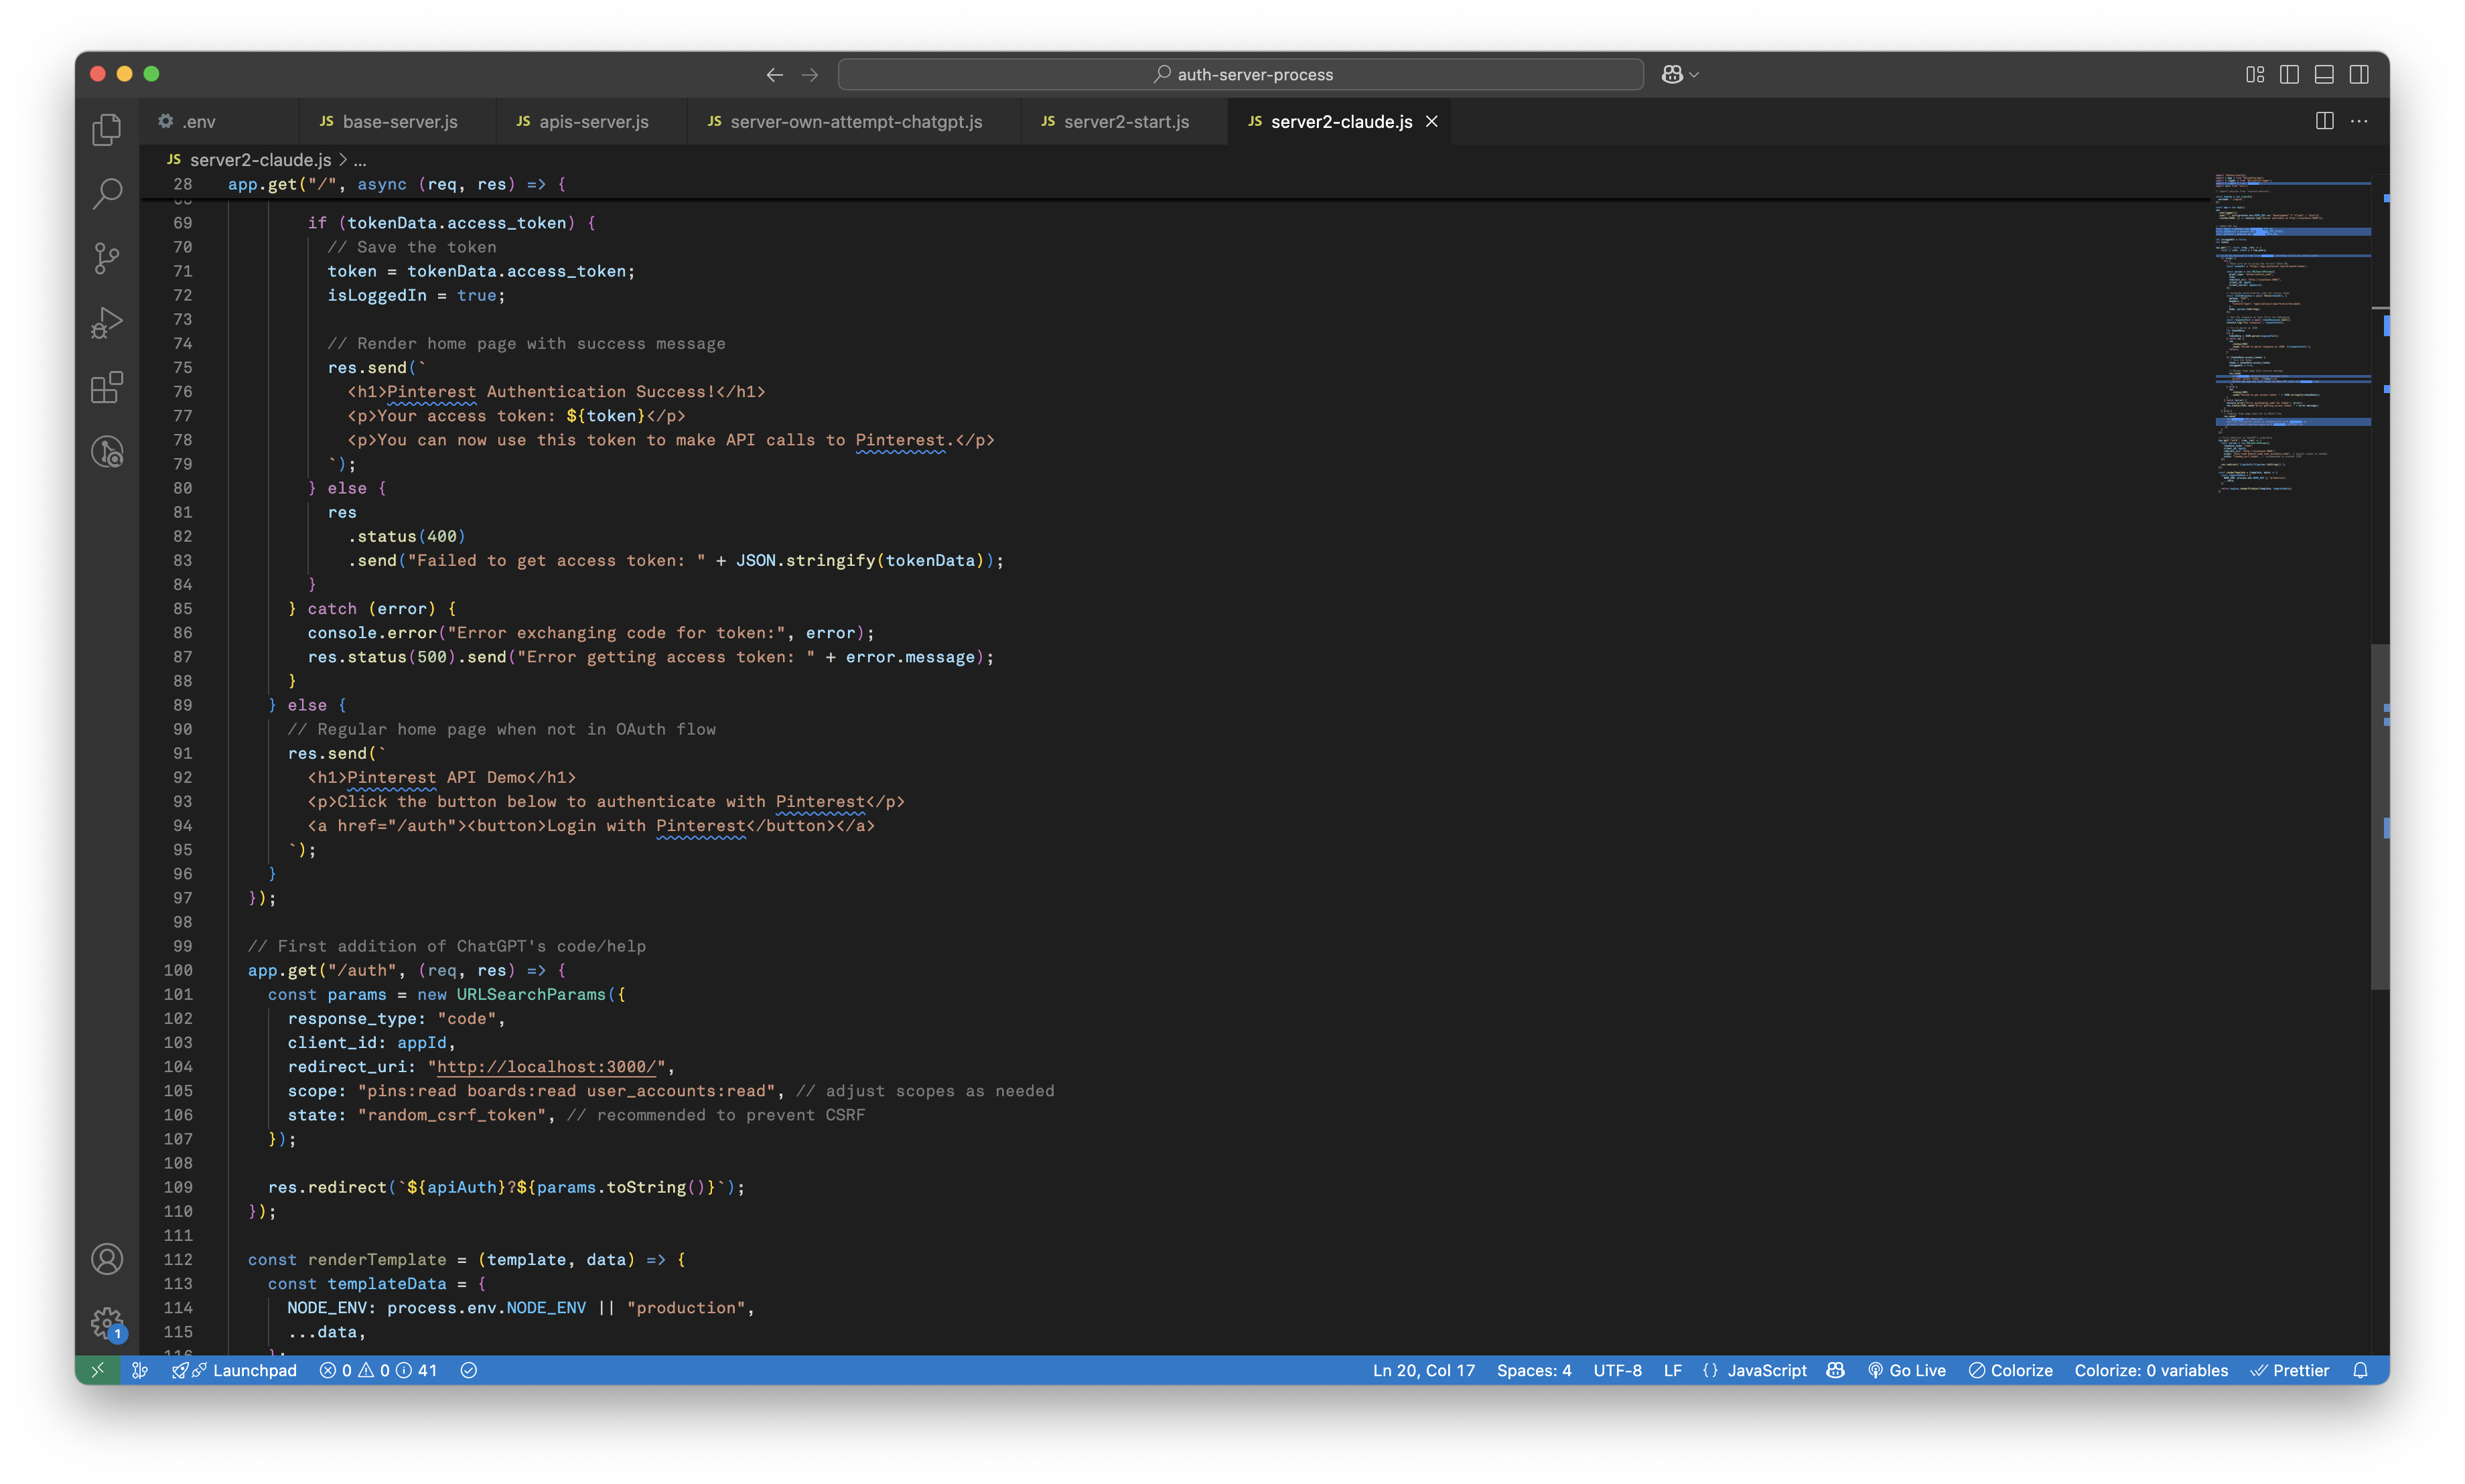 auth-server-process
.env
JS base-server.js
JS apis-server.js
JS server-own-attempt-chatgpt.js
JS server2-start.js
JS server2-claude.js
JS server2-claude.js > ...
28 app.get("/", async (req, res) => {
69 if (tokenData.access_token) {
70 // Save the token
71 token = tokenData.access_token;
72 isLoggedIn = true;
73
74 // Render home page with success message
75 res.send(`
76 <h1>Pinterest Authentication Success!</h1>
77 <p>Your access token: ${token}</p>
78 <p>You can now use this token to make API calls to Pinterest.</p>
79 `);
80 } else {
81 res
82 .status(400)
83 .send("Failed to get access token: " + JSON.stringify(tokenData));
84 }
85 } catch (error) {
86 console.error("Error exchanging code for token:", error);
87 res.status(500).send("Error getting access token: " + error.message);
88 }
89 } else {
90 // Regular home page when not in OAuth flow
91 res.send(`
92 <h1>Pinterest API Demo</h1>
93 <p>Click the button below to authenticate with Pinterest</p>
94 <a href="/auth"><button>Login with Pinterest</button></a>
95 `);
96 }
97 });
98
99 // First addition of ChatGPT's code/help
100 app.get("/auth", (req, res) => {
101 const params = new URLSearchParams({
102 response_type: "code",
103 client_id: appId,
104 redirect_uri: "http://localhost:3000/",
105 scope: "pins:read boards:read user_accounts:read", // adjust scopes as needed
106 state: "random_csrf_token", // recommended to prevent CSRF
107 });
108
109 res.redirect(`${apiAuth}?${params.toString()}`);
110 });
111
112 const renderTemplate = (template, data) => {
113 const templateData = {
114 NODE_ENV: process.env.NODE_ENV || "production",
115 ...data,
1
Launchpad 0 0 41 Ln 20, Col 17 Spaces: 4 UTF-8 LF {} JavaScript Go Live Colorize Colorize: 0 variables Prettier